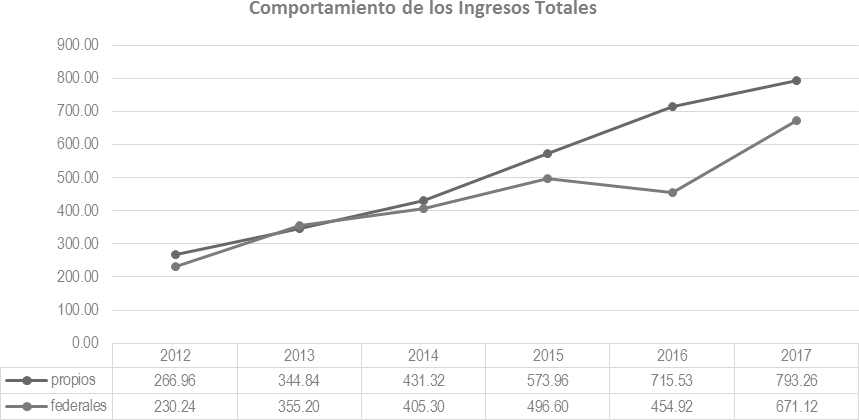 Comportamiento de los Ingresos Totales
900.00
800.00
700.00
600.00
500.00
400.00
300.00
200.00
100.00
0.00
2012 2013 2014 2015 2016 2017
propios 266.96 344.84 431.32 573.96 715.53 793.26
federales 230.24 355.20 405.30 496.60 454.92 671.12